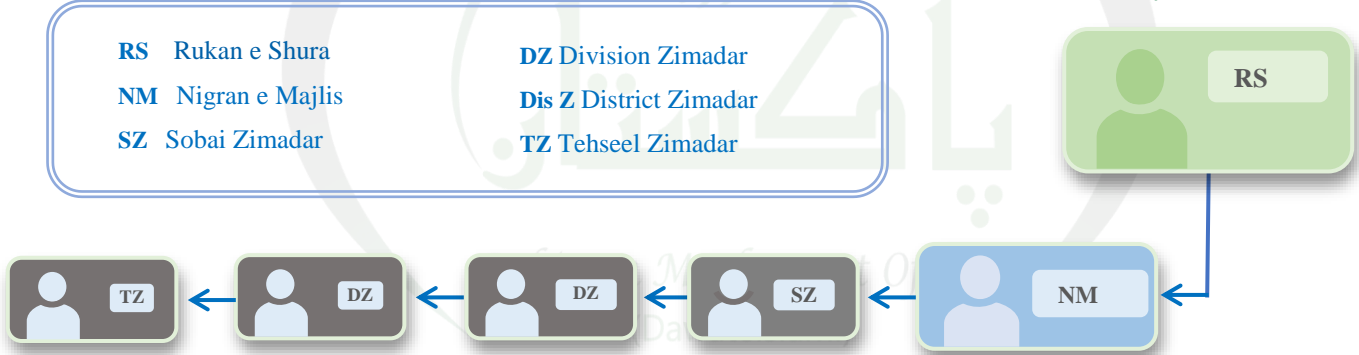 RS Rukan e Shura
NM Nigran e Majlis
SZ Sobai Zimadar
DZ Division Zimadar
Dis Z District Zimadar
TZ Tehseel Zimadar
RS
TZ
DZ
DZ
SZ
NM
پاکستان